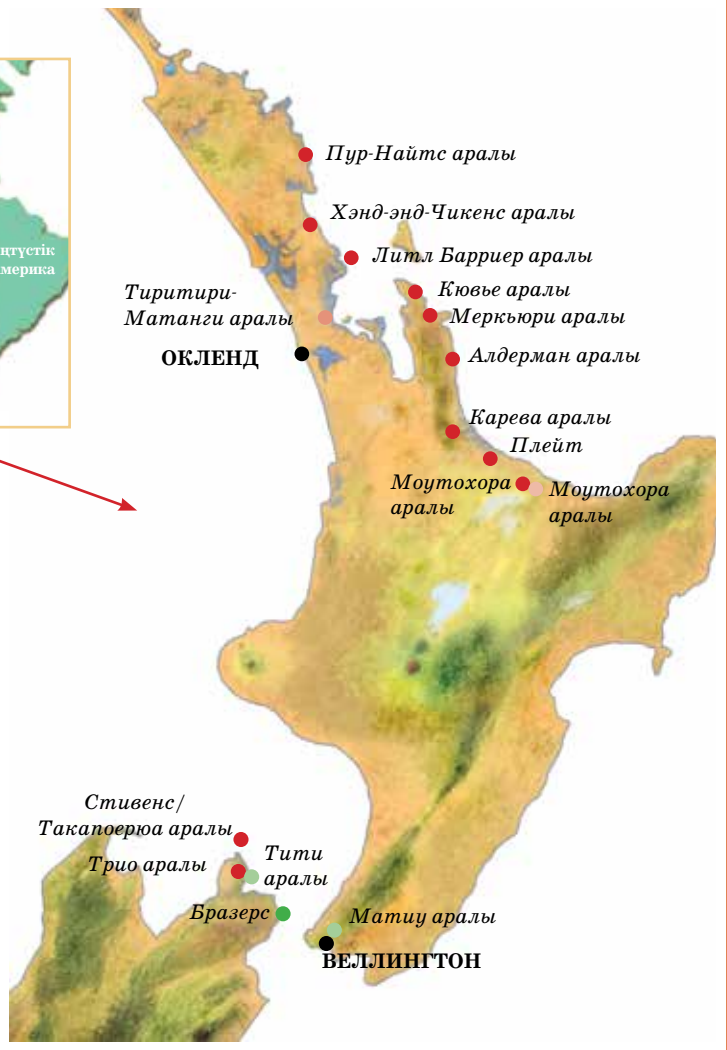 Пур-Найтс аралы
Хэнд-энд-Чикенс аралы
Литл Барриер аралы
Кювье аралы
Тиритири-
Матанги аралы
Меркьюри аралы
ОКЛЕНД
Алдерман аралы
Карева аралы
Плейт
Моутохора
аралы
Моутохора
аралы
Стивенс/
Такапоерюа аралы
Трио аралы
Тити
аралы
Бразерс
Матиу аралы
ВЕЛЛИНГТОН